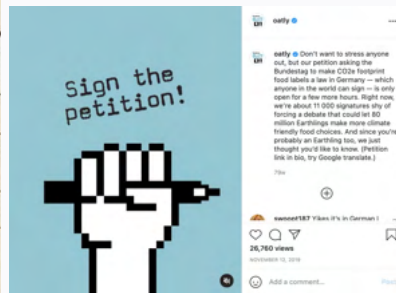 Sign the
petition!
oatly
oatly Don't want to stress anyone
out, but our petition asking the
Bundestag to make CO2e footprint
food labels a law in Germany — which
anyone in the world can sign — is only
open for a few more hours. Right now,
we're about 11 000 signatures shy of
forcing a debate that could let 80
million Earthlings make more climate
friendly food choices. And since you're
probably an Earthling too, we just
thought you'd like to know. (Petition
link in bio, try Google translate.)
swoopt187 Yikes it's in German I
26,760 views
NOVEMBER 12, 2019
Add a comment...
Post